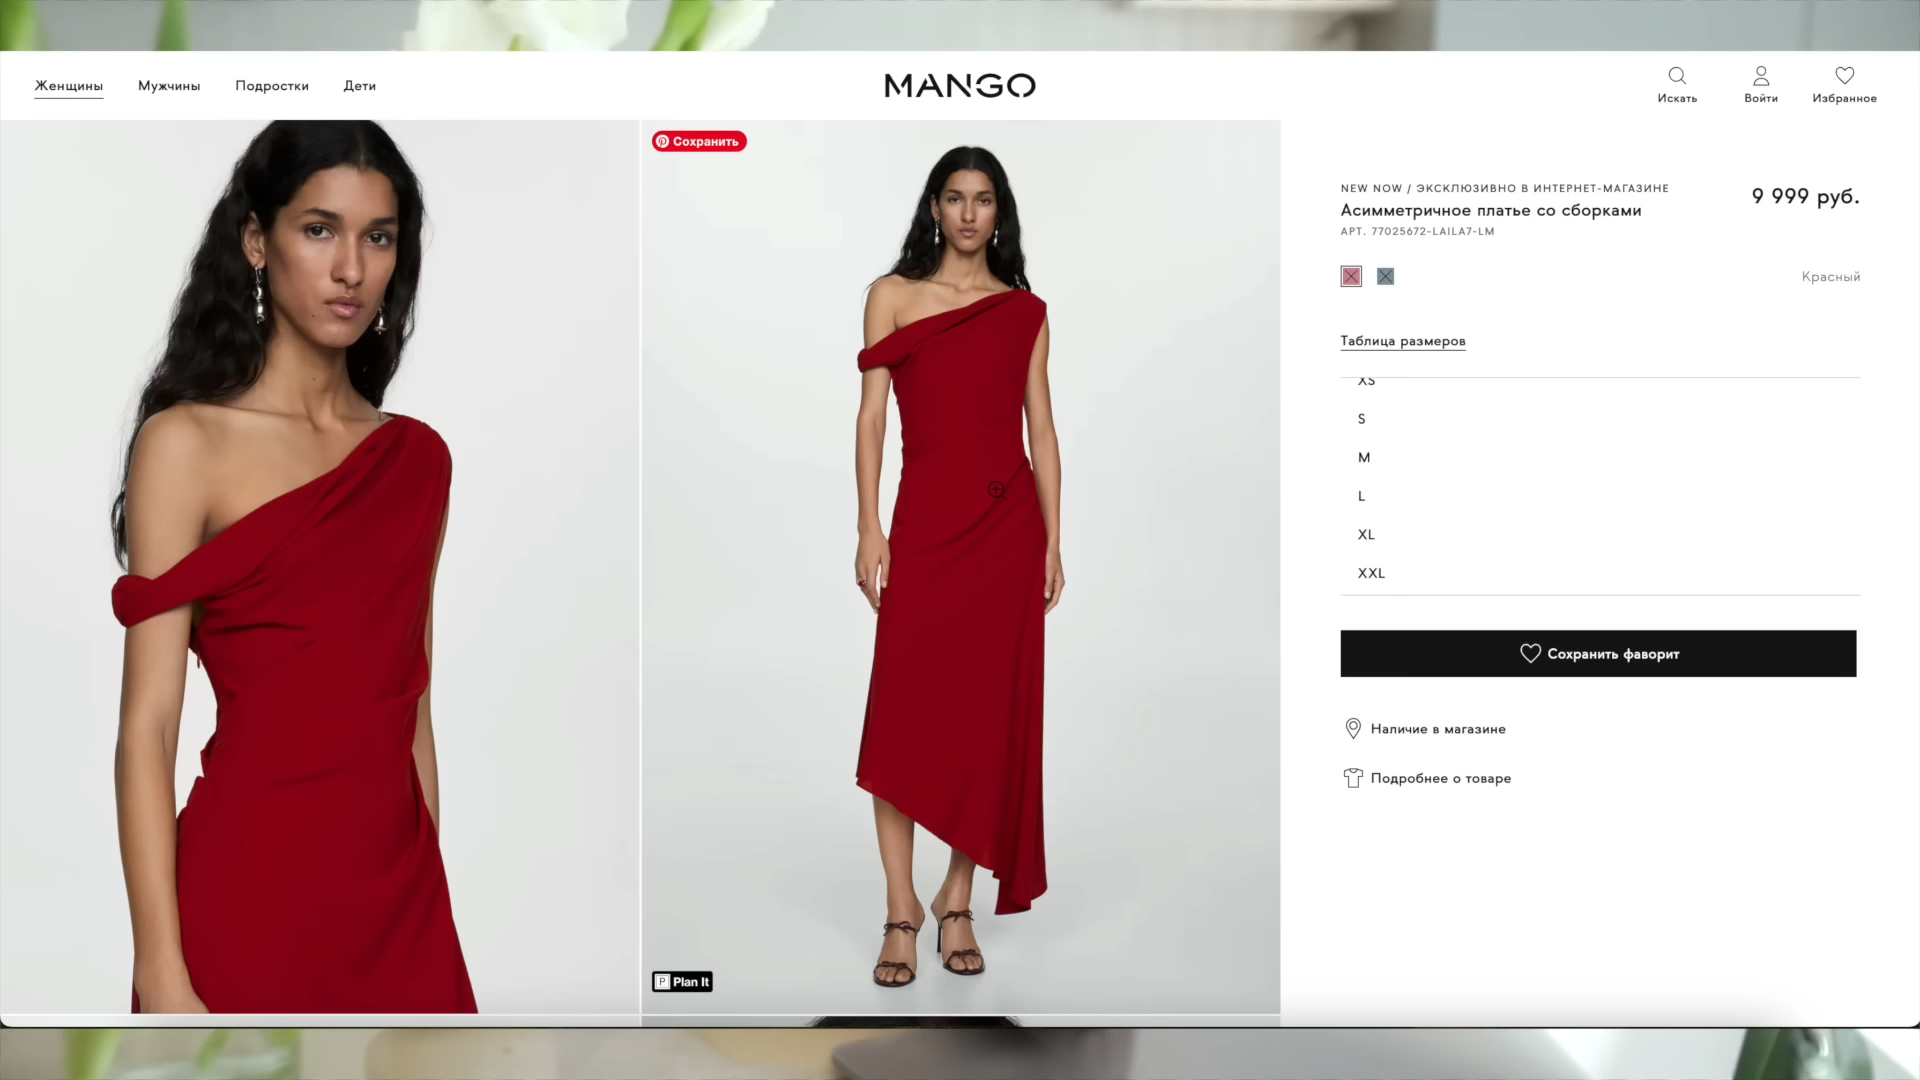 Женщины
Мужчины
Подростки
Дети
MANGO
Искать
Войти
Избранное
Сохранить
Plan It
NEW NOW / ЭКСКЛЮЗИВНО В ИНТЕРНЕТ-МАГАЗИНЕ
Асимметричное платье со сборками
9 999 руб.
АРТ. 77025672-LAILA7-LM
Красный
Таблица размеров
XS
S
M
L
XL
XXL
Сохранить фаворит
Наличие в магазине
Подробнее о товаре